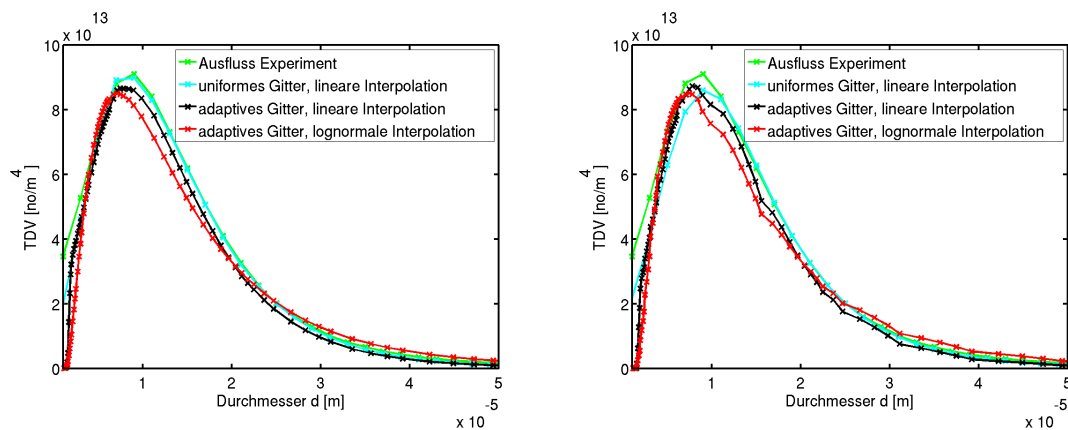 13
x 10
10
8
6
4
2
0
TDV [no/m⁴]
Ausfluss Experiment
uniformes Gitter, lineare Interpolation
adaptives Gitter, lineare Interpolation
adaptives Gitter, lognormale Interpolation
1 2 3 4 5
Durchmesser d [m]
-5
x 10
13
x 10
10
8
6
4
2
0
TDV [no/m⁴]
Ausfluss Experiment
uniformes Gitter, lineare Interpolation
adaptives Gitter, lineare Interpolation
adaptives Gitter, lognormale Interpolation
1 2 3 4 5
Durchmesser d [m]
-5
x 10